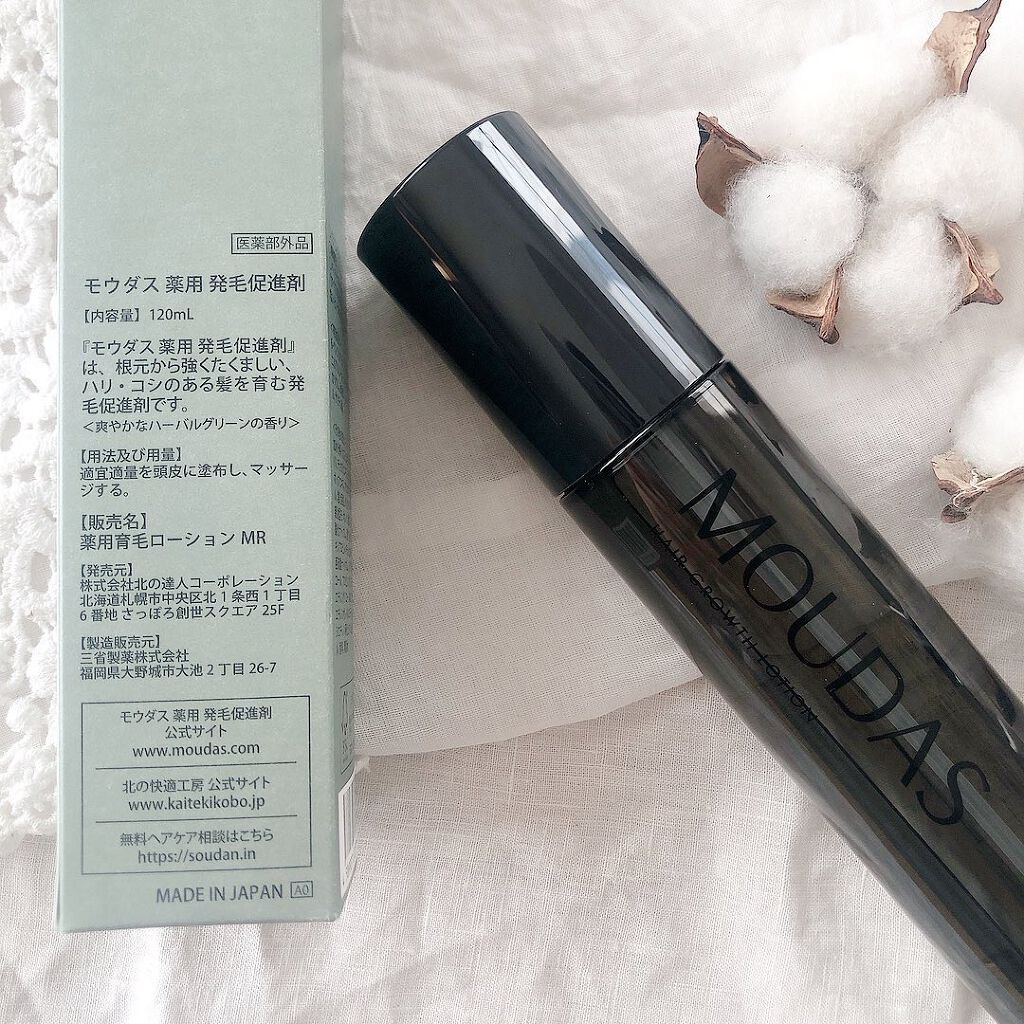 医薬部外品
モウダス 薬用 発毛促進剤
【内容量】 120mL
『モウダス 薬用 発毛促進剤』
は、根元から強くたくましい、
ハリ・コシのある髪を育む発
毛促進剤です。
＜爽やかなハーバルグリーンの香り＞
【用法及び用量】
適宜適量を頭皮に塗布し、マッサー
ジする。
【販売名】
薬用育毛ローション MR
【発売元】
株式会社北の達人コーポレーション
北海道札幌市中央区北1条西1丁目
6番地 さっぽろ創世スクエア 25F
【製造販売元】
三省製薬株式会社
福岡県大野城市大池2丁目26-7
モウダス 薬用 発毛促進剤
公式サイト
www.moudas.com
北の快適工房 公式サイト
www.kaitekikobo.jp
無料ヘアケア相談はこちら
https://soudan.in
MADE IN JAPAN A0
MOUDAS
HAIR GROWTH LOTION